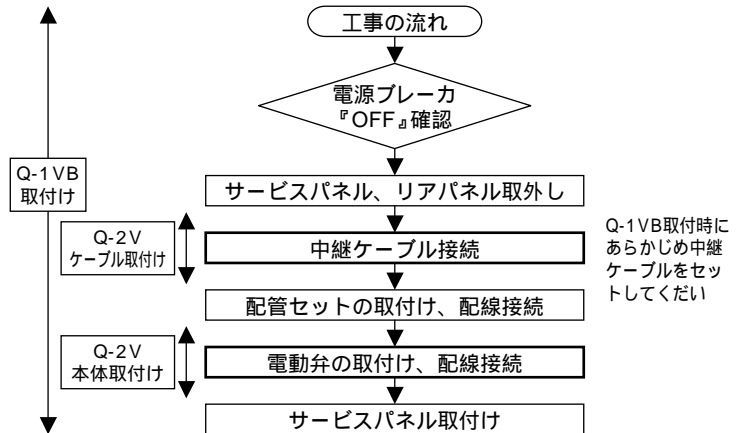 工事の流れ
電源ブレーカ
『OFF』確認
Q-1VB
取付け
サービスパネル、リアパネル取外し
Q-2V
ケーブル取付け
中継ケーブル接続
Q-1VB取付時に
あらかじめ中継
ケーブルをセッ
トしてくだい
配管セットの取付け、配線接続
Q-2V
本体取付け
電動弁の取付け、配線接続
サービスパネル取付け